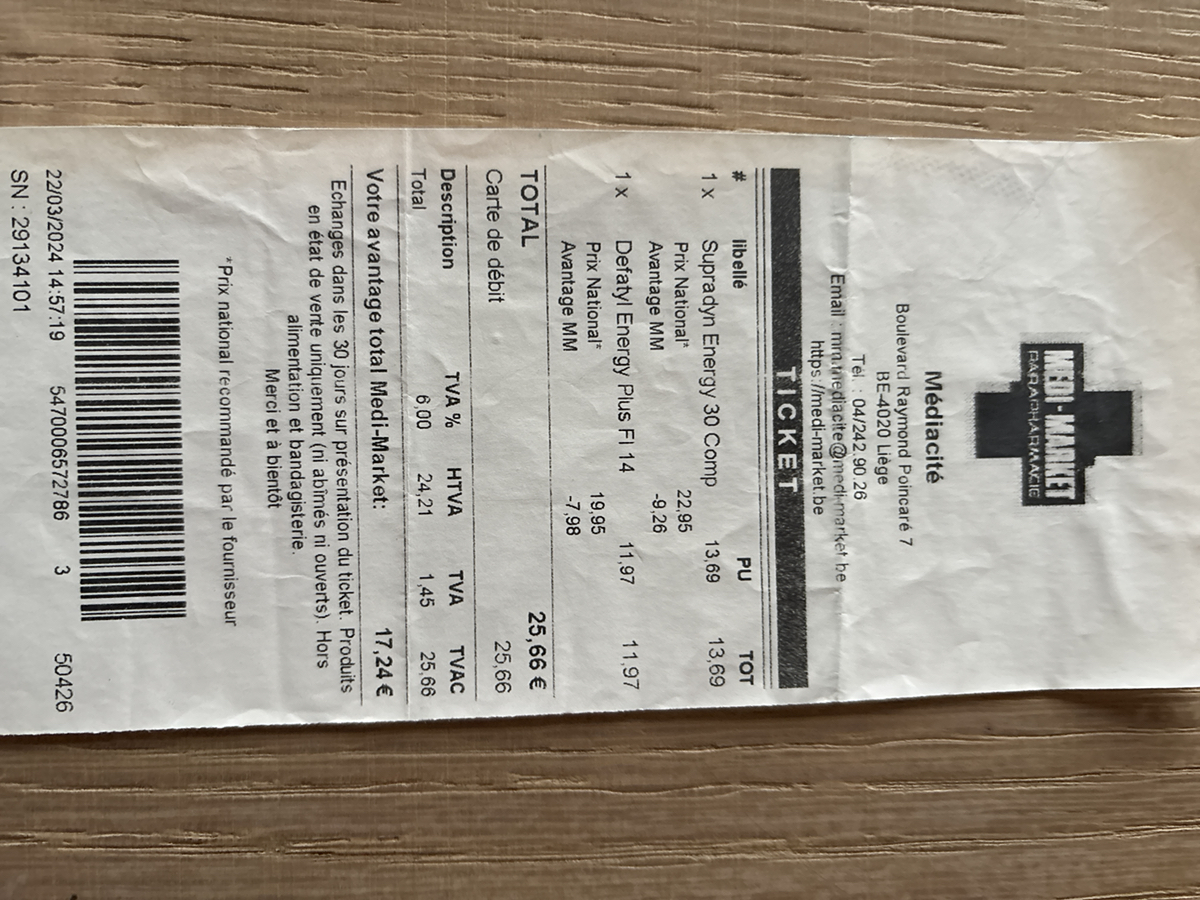 MEDI-MARKET
PARAPHARMACIE
Médiacité
Boulevard Raymond Poincaré 7
BE-4020 Liège
Tél. : 04/242.90.26
Email : mm.mediacite@medi-market.be
https://medi-market.be
TICKET
# libellé PU TOT
1 x Supradyn Energy 30 Comp 13,69 13,69
Prix National* 22,95
Avantage MM -9,26
1 x Defatyl Energy Plus Fl 14 11,97 11,97
Prix National* 19,95
Avantage MM -7,98
TOTAL 25,66 €
Carte de débit 25,66
Description TVA % HTVA TVA TVAC
Total 6,00 24,21 1,45 25,66
Votre avantage total Medi-Market: 17,24 €
Echanges dans les 30 jours sur présentation du ticket. Produits
en état de vente uniquement (ni abîmés ni ouverts). Hors
alimentation et bandagisterie.
Merci et à bientôt
*Prix national recommandé par le fournisseur
22/03/2024 14:57:19 5470006572786 3 50426
SN : 29134101